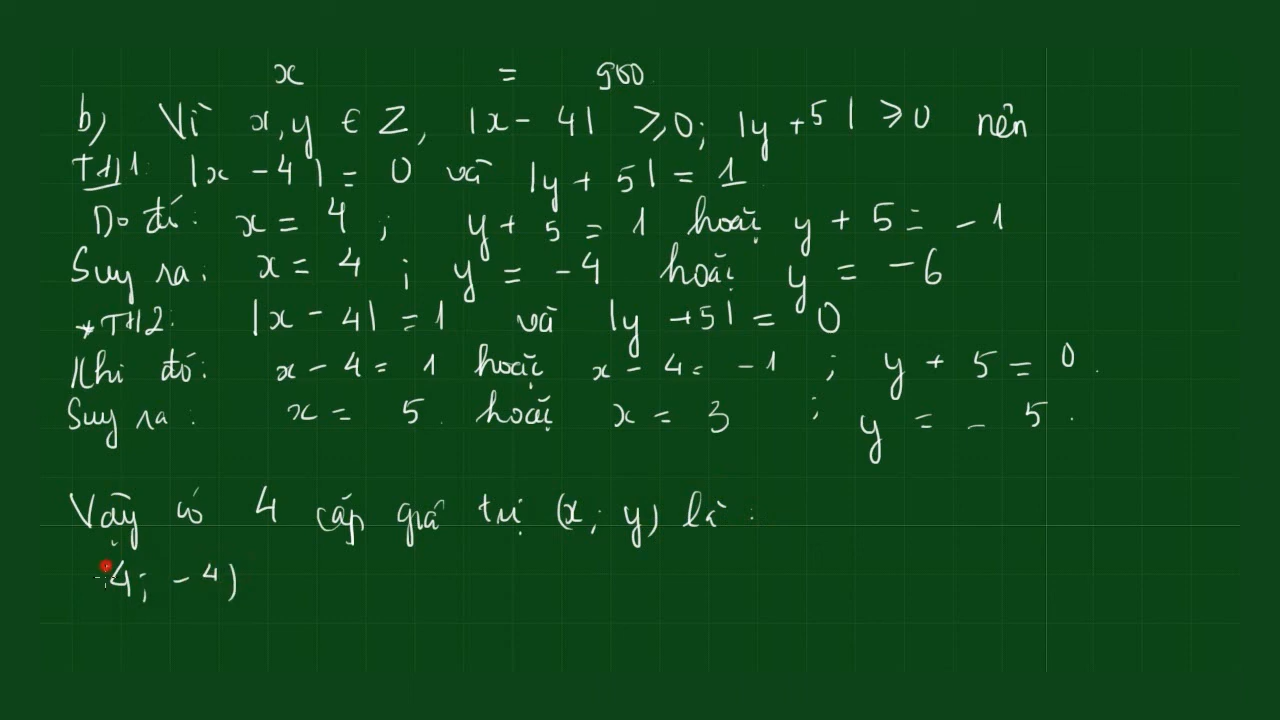 x = 900
b) Vì x, y ∈ Z, |x - 4| ≥ 0; |y + 5| ≥ 0 nên
TH1: |x - 4| = 0 và |y + 5| = 1
Do đó: x = 4 ; y + 5 = 1 hoặc y + 5 = - 1
Suy ra: x = 4 ; y = - 4 hoặc y = - 6
* TH2: |x - 4| = 1 và |y + 5| = 0
Khi đó: x - 4 = 1 hoặc x - 4 = - 1 ; y + 5 = 0.
Suy ra: x = 5. hoặc x = 3 ; y = - 5.
Vậy có 4 cặp giá trị (x; y) là:
4; - 4)